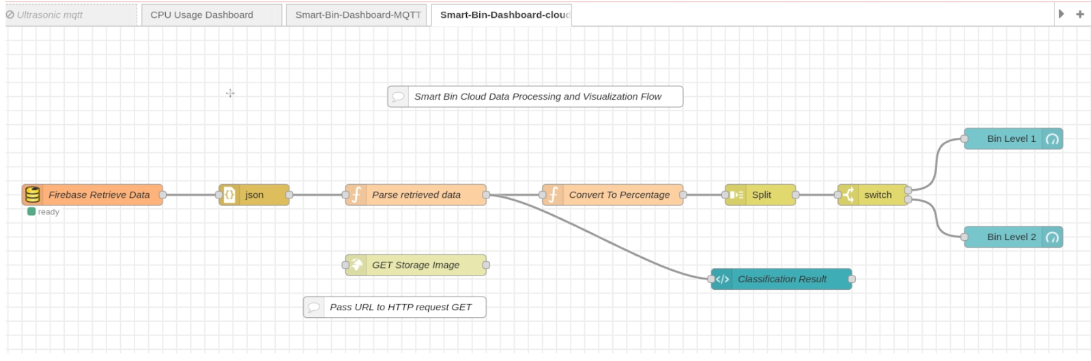 Ultrasonic mqtt
CPU Usage Dashboard
Smart-Bin-Dashboard-MQTT
Smart-Bin-Dashboard-cloud
Smart Bin Cloud Data Processing and Visualization Flow
Bin Level 1
Firebase Retrieve Data
json
Parse retrieved data
Convert To Percentage
Split
switch
ready
Bin Level 2
GET Storage Image
Classification Result
Pass URL to HTTP request GET